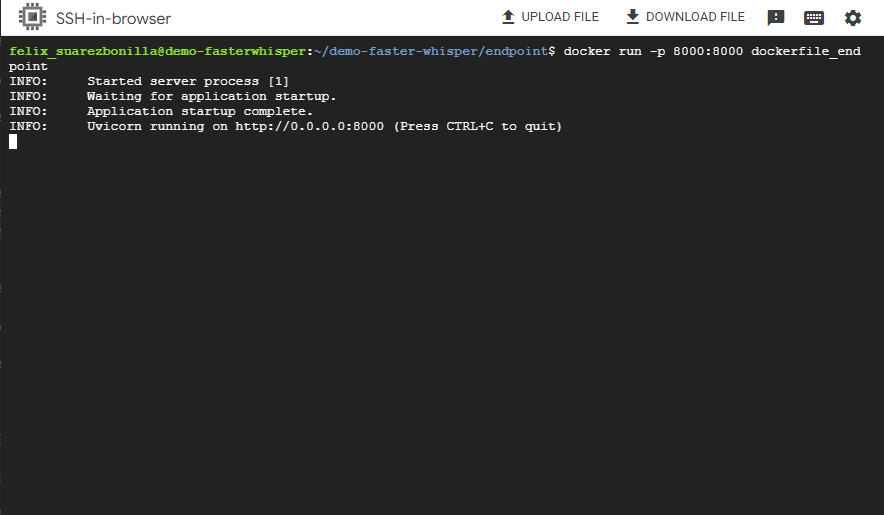 SSH-in-browser
UPLOAD FILE
DOWNLOAD FILE
felix_suarezbonilla@demo-fasterwhisper:~/demo-faster-whisper/endpoint$ docker run -p 8000:8000 dockerfile_end
point
INFO:     Started server process [1]
INFO:     Waiting for application startup.
INFO:     Application startup complete.
INFO:     Uvicorn running on http://0.0.0.0:8000 (Press CTRL+C to quit)